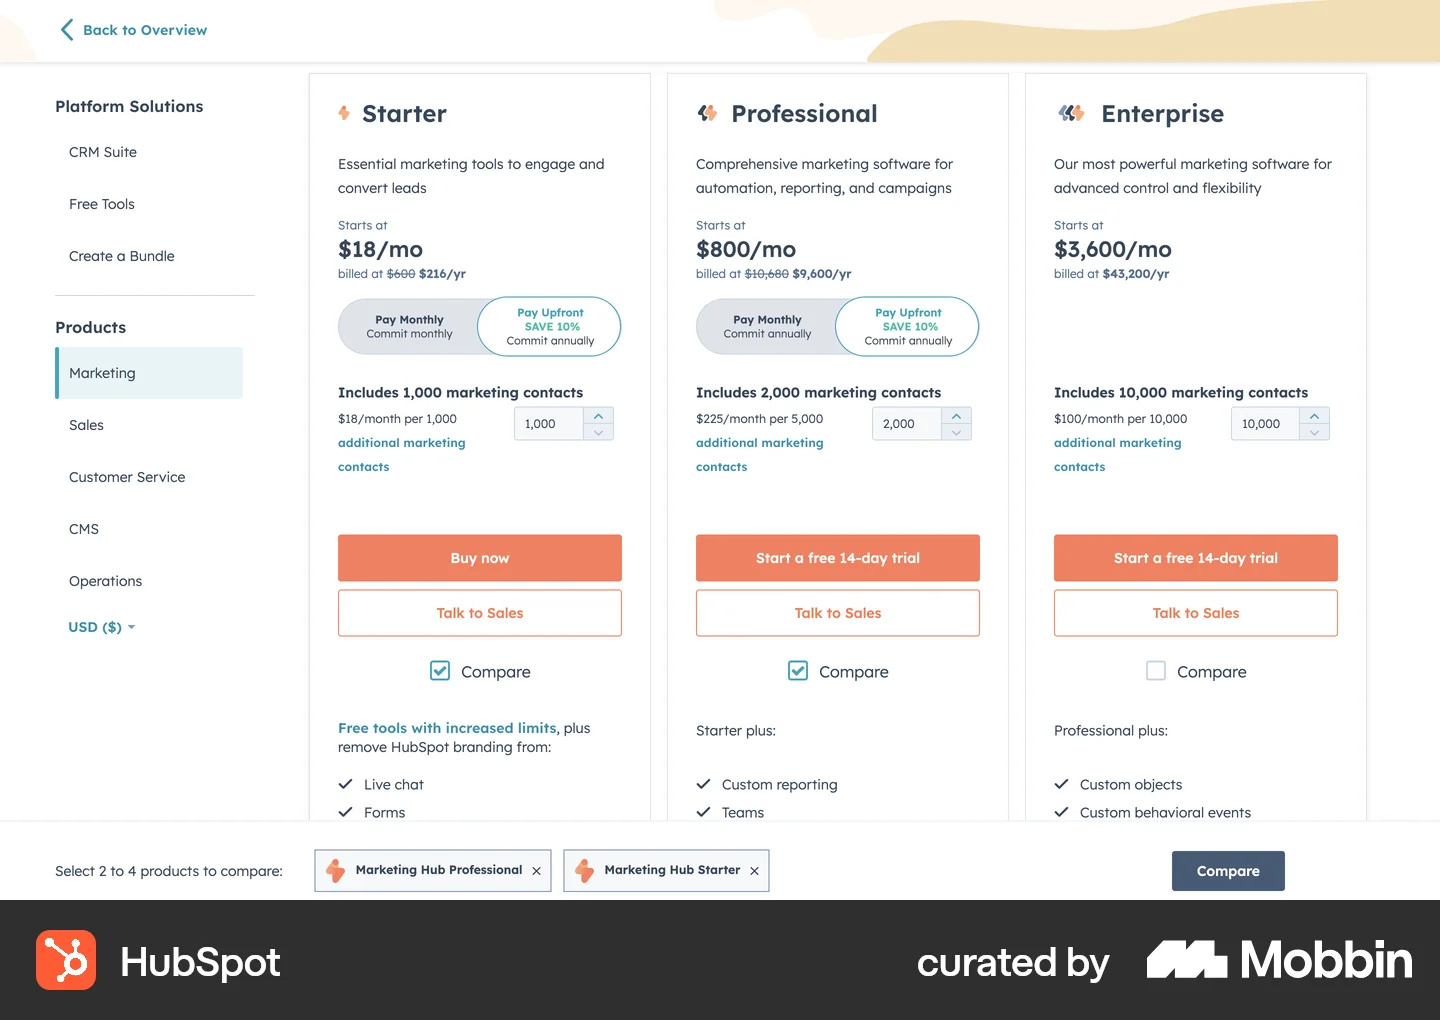 Back to Overview
Platform Solutions
CRM Suite
Free Tools
Create a Bundle
Products
Marketing
Sales
Customer Service
CMS
Operations
USD ($)
Starter
Essential marketing tools to engage and
convert leads
Starts at
$18/mo
billed at $600 $216/yr
Pay Monthly
Commit monthly
Pay Upfront
SAVE 10%
Commit annually
Includes 1,000 marketing contacts
$18/month per 1,000
additional marketing
contacts
1,000
Buy now
Talk to Sales
Compare
Free tools with increased limits, plus
remove HubSpot branding from:
Live chat
Forms
Professional
Comprehensive marketing software for
automation, reporting, and campaigns
Starts at
$800/mo
billed at $10,680 $9,600/yr
Pay Monthly
Commit annually
Pay Upfront
SAVE 10%
Commit annually
Includes 2,000 marketing contacts
$225/month per 5,000
additional marketing
contacts
2,000
Start a free 14-day trial
Talk to Sales
Compare
Starter plus:
Custom reporting
Teams
Enterprise
Our most powerful marketing software for
advanced control and flexibility
Starts at
$3,600/mo
billed at $43,200/yr
Includes 10,000 marketing contacts
$100/month per 10,000
additional marketing
contacts
10,000
Start a free 14-day trial
Talk to Sales
Compare
Professional plus:
Custom objects
Custom behavioral events
Select 2 to 4 products to compare:
Marketing Hub Professional
Marketing Hub Starter
Compare
HubSpot
curated by
Mobbin